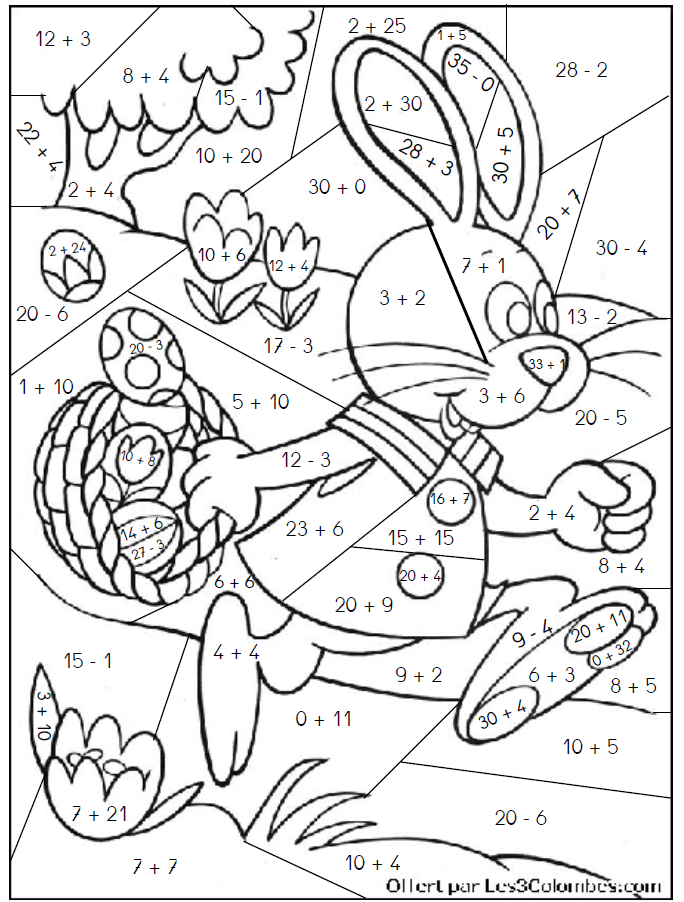 12 + 3
8 + 4
15 - 1
2 + 25
1 + 5
35 - 0
28 - 2
22 + 4
2 + 4
10 + 20
2 + 30
28 + 3
30 + 5
30 + 0
20 + 7
30 - 4
2 + 24
10 + 6
12 + 4
7 + 1
3 + 2
20 - 6
17 - 3
13 - 2
20 - 3
33 + 1
1 + 10
5 + 10
3 + 6
20 - 5
10 + 8
12 - 3
16 + 7
2 + 4
14 + 6
27 - 3
23 + 6
15 + 15
8 + 4
6 + 6
20 + 4
20 + 9
4 + 4
9 - 4
20 + 11
0 + 32
15 - 1
9 + 2
6 + 3
8 + 5
3 + 10
0 + 11
30 + 4
10 + 5
7 + 21
20 - 6
7 + 7
10 + 4
Offert par Les3Colombes.com